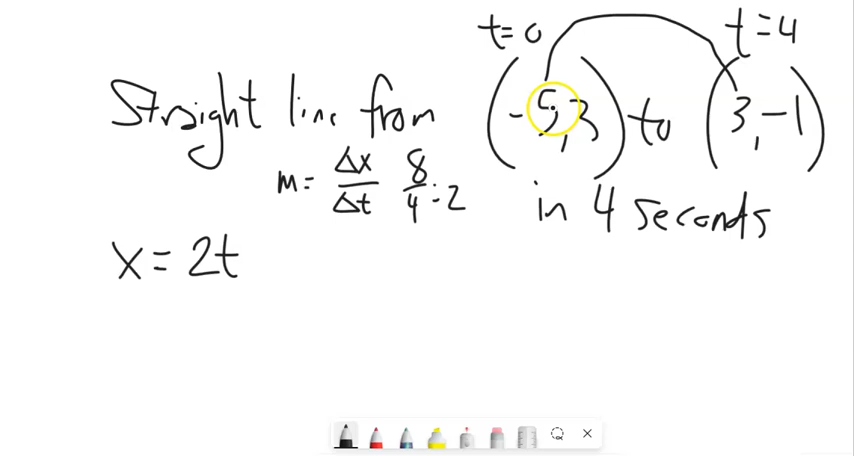 t=0 t=4
Straight line from (-5,3) to (3,-1)
m = Δx/Δt 8/4=2 in 4 seconds
x = 2t